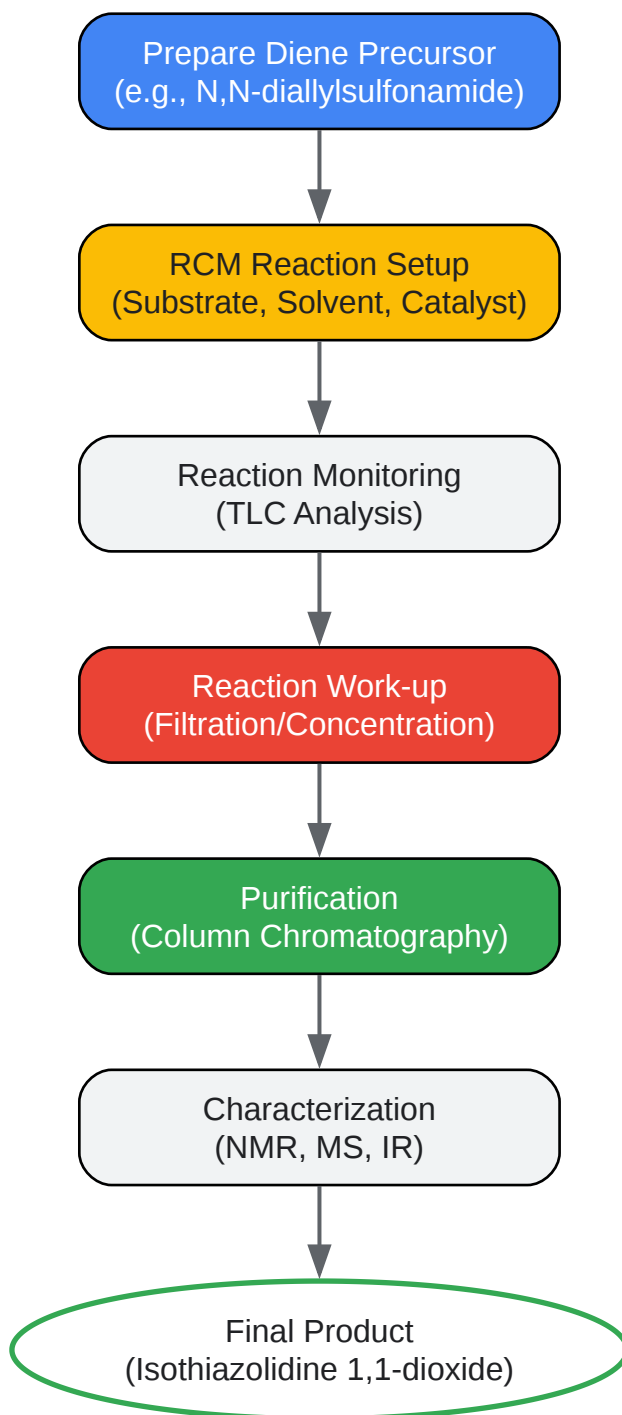 Prepare Diene Precursor
(e.g., N,N-diallylsulfonamide)
RCM Reaction Setup
(Substrate, Solvent, Catalyst)
Reaction Monitoring
(TLC Analysis)
Reaction Work-up
(Filtration/Concentration)
Purification
(Column Chromatography)
Characterization
(NMR, MS, IR)
Final Product
(Isothiazolidine 1,1-dioxide)